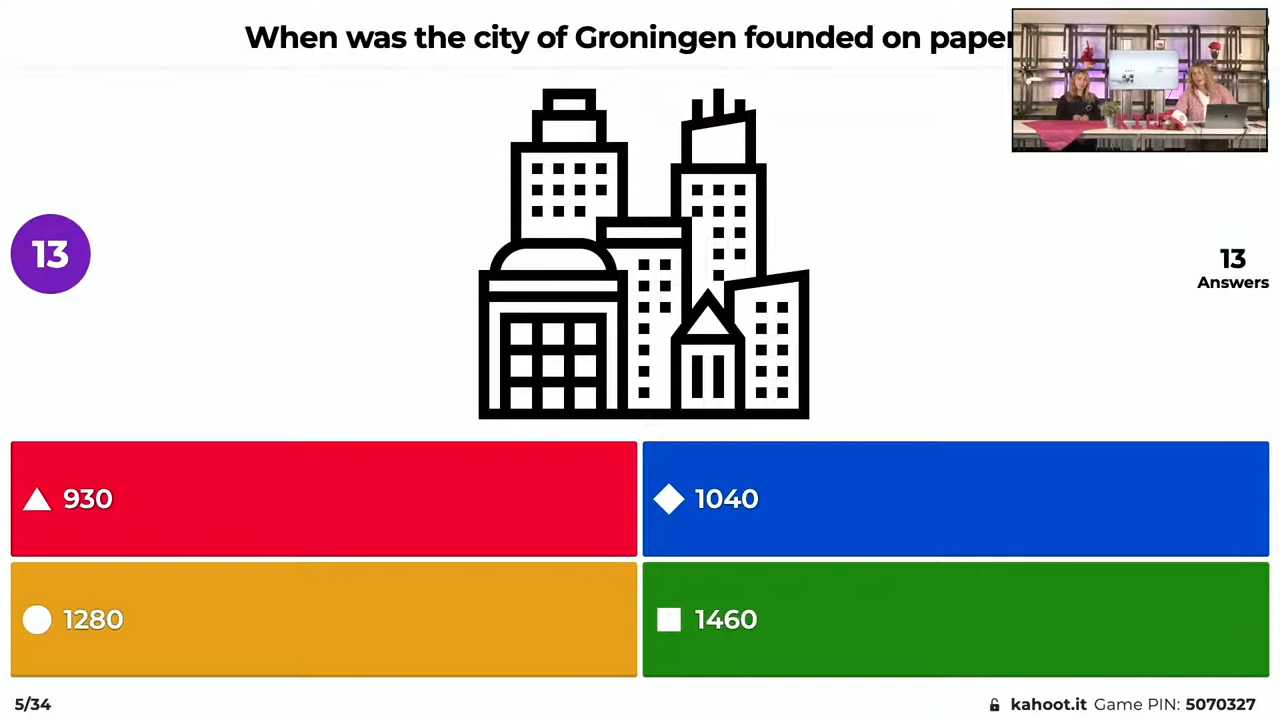 When was the city of Groningen founded on paper
13
13
Answers
930
1040
1280
1460
5/34
kahoot.it Game PIN: 5070327